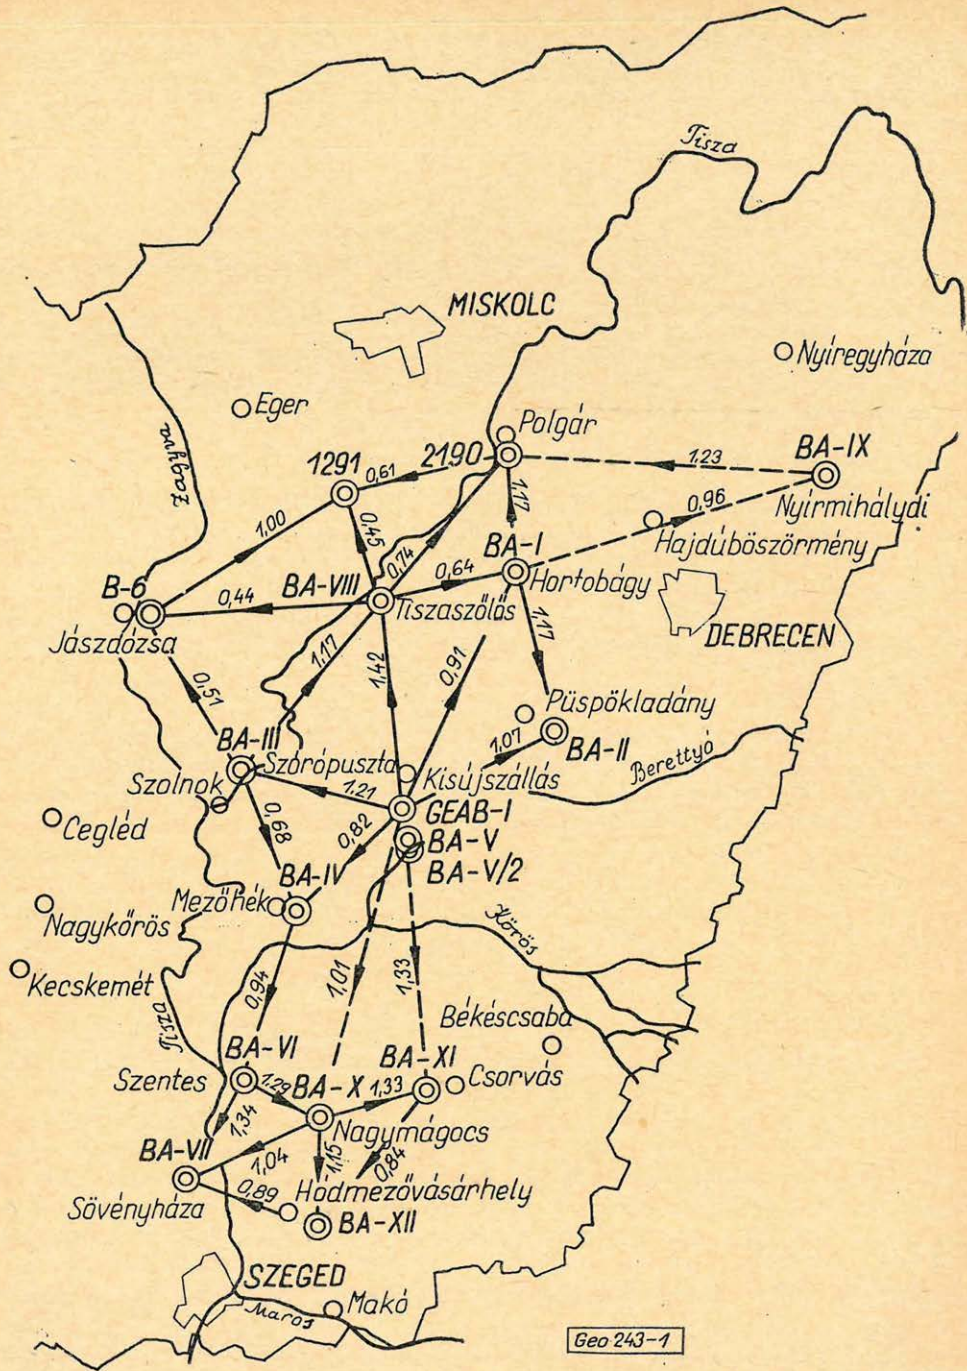 Tisza
MISKOLC
Nyíregyháza
Zagyva
Eger
Polgár
1291
0,61
2190
1.23
BA-IX
1,17
Nyírmihálydi
1,00
0,45
0,74
BA-I
0,96
Hajdúböszörmény
B-6
0,44
BA-VIII
0,64
Hortobágy
Tiszaszőlős
Jászdózsa
1,17
DEBRECEN
0,51
1,17
1,42
0,91
Püspökladány
BA-III
Szórópuszta
1,07
BA-II
Berettyó
Szolnok
1.21
Kisújszállás
Cegléd
0,68
0,82
GEAB-I
BA-V
BA-V/2
BA-IV
Mezőhék
Nagykőrös
Körös
Kecskemét
0,94
1,01
1,33
Tisza
Békéscsaba
BA-VI
BA-XI
Szentes
1,29
BA-X
1,33
Csorvás
1,34
Nagymágocs
BA-VII
1,04
1,15
0,84
Sövényháza
0,89
Hódmezővásárhely
BA-XII
SZEGED
Maros
Makó
Geo 243-1